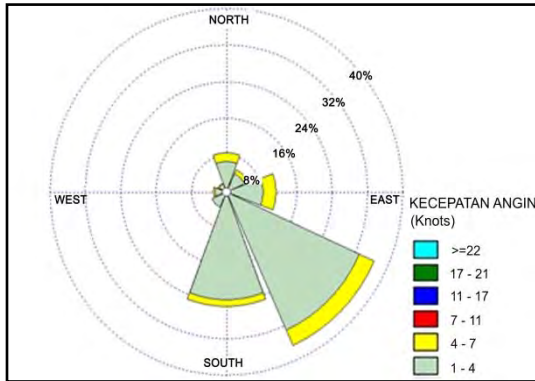 NORTH
40%
32%
24%
16%
8%
WEST
EAST
SOUTH
KECEPATAN ANGIN
(Knots)
>=22
17 - 21
11 - 17
7 - 11
4 - 7
1 - 4